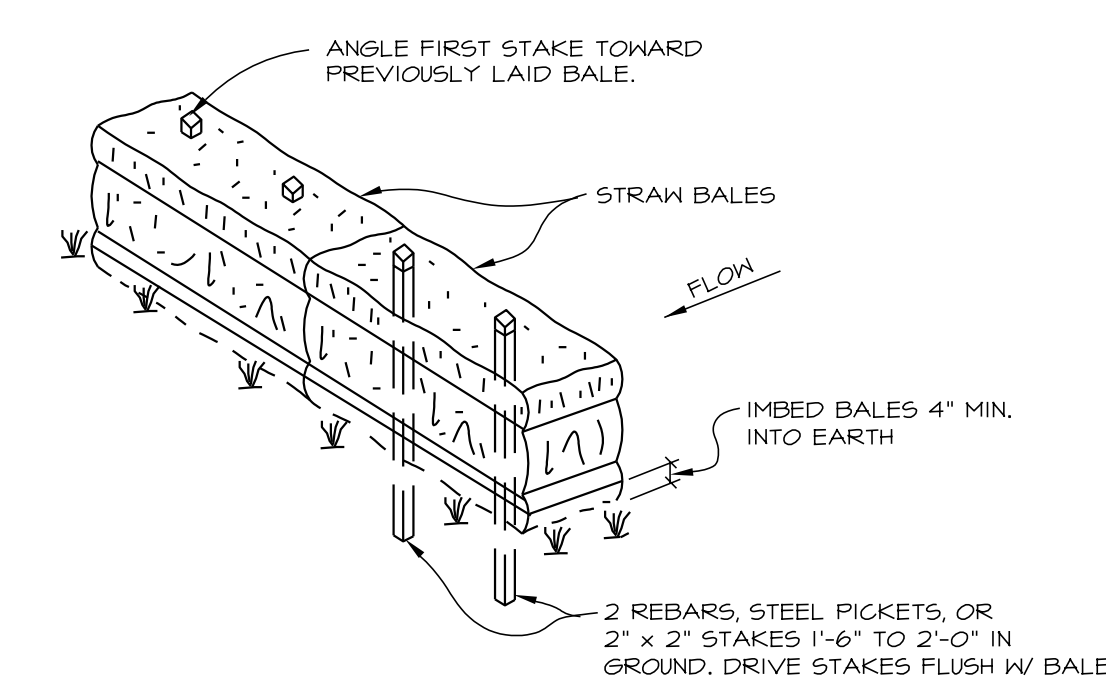 ANGLE FIRST STAKE TOWARD
PREVIOUSLY LAID BALE.
STRAW BALES
FLOW
IMBED BALES 4" MIN.
INTO EARTH
2 REBARS, STEEL PICKETS, OR
2" x 2" STAKES 1'-6" TO 2'-0" IN
GROUND. DRIVE STAKES FLUSH W/ BALE